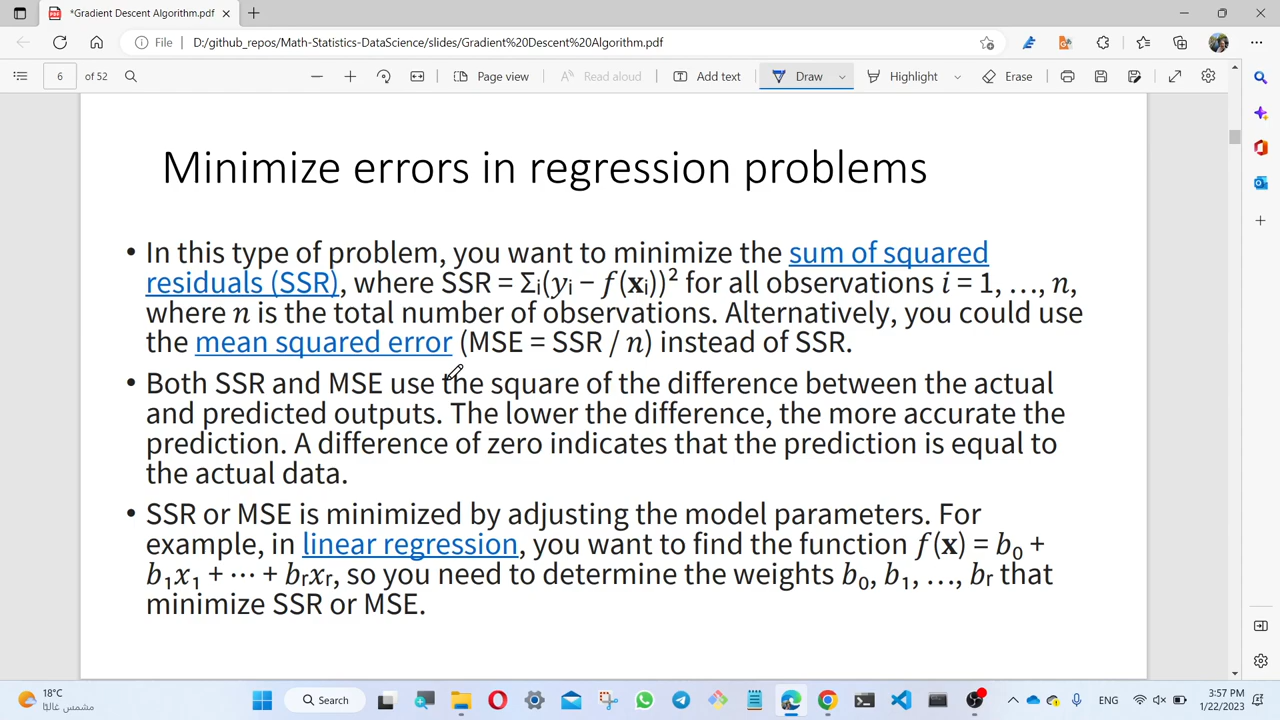 *Gradient Descent Algorithm.pdf
File D:/github_repos/Math-Statistics-DataScience/slides/Gradient%20Descent%20Algorithm.pdf
6 of 52 Page view Read aloud Add text Draw Highlight Erase
Minimize errors in regression problems
• In this type of problem, you want to minimize the sum of squared
residuals (SSR), where SSR = Σᵢ(yᵢ − f(xᵢ))² for all observations i = 1, …, n,
where n is the total number of observations. Alternatively, you could use
the mean squared error (MSE = SSR / n) instead of SSR.
• Both SSR and MSE use the square of the difference between the actual
and predicted outputs. The lower the difference, the more accurate the
prediction. A difference of zero indicates that the prediction is equal to
the actual data.
• SSR or MSE is minimized by adjusting the model parameters. For
example, in linear regression, you want to find the function f(x) = b₀ +
b₁x₁ + ⋯ + bᵣxᵣ, so you need to determine the weights b₀, b₁, …, bᵣ that
minimize SSR or MSE.
18°C
مشمس غالبًا
Search
ENG
3:57 PM
1/22/2023